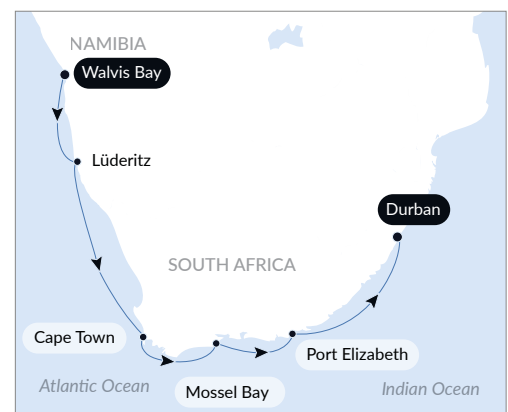 NAMIBIA
Walvis Bay
Lüderitz
Durban
SOUTH AFRICA
Cape Town
Port Elizabeth
Atlantic Ocean
Mossel Bay
Indian Ocean